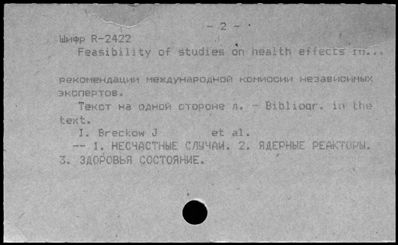 - 2 -
Шифр R-2422
Feasibility of studies on health effects in...
рекомендации международной комиссии независимых
экспертов.
Текст на одной стороне л. - Bibliogr. in the
text.
I. Breckow J et al.
-- 1. НЕСЧАСТНЫЕ СЛУЧАИ. 2. ЯДЕРНЫЕ РЕАКТОРЫ.
3. ЗДОРОВЬЯ СОСТОЯНИЕ.